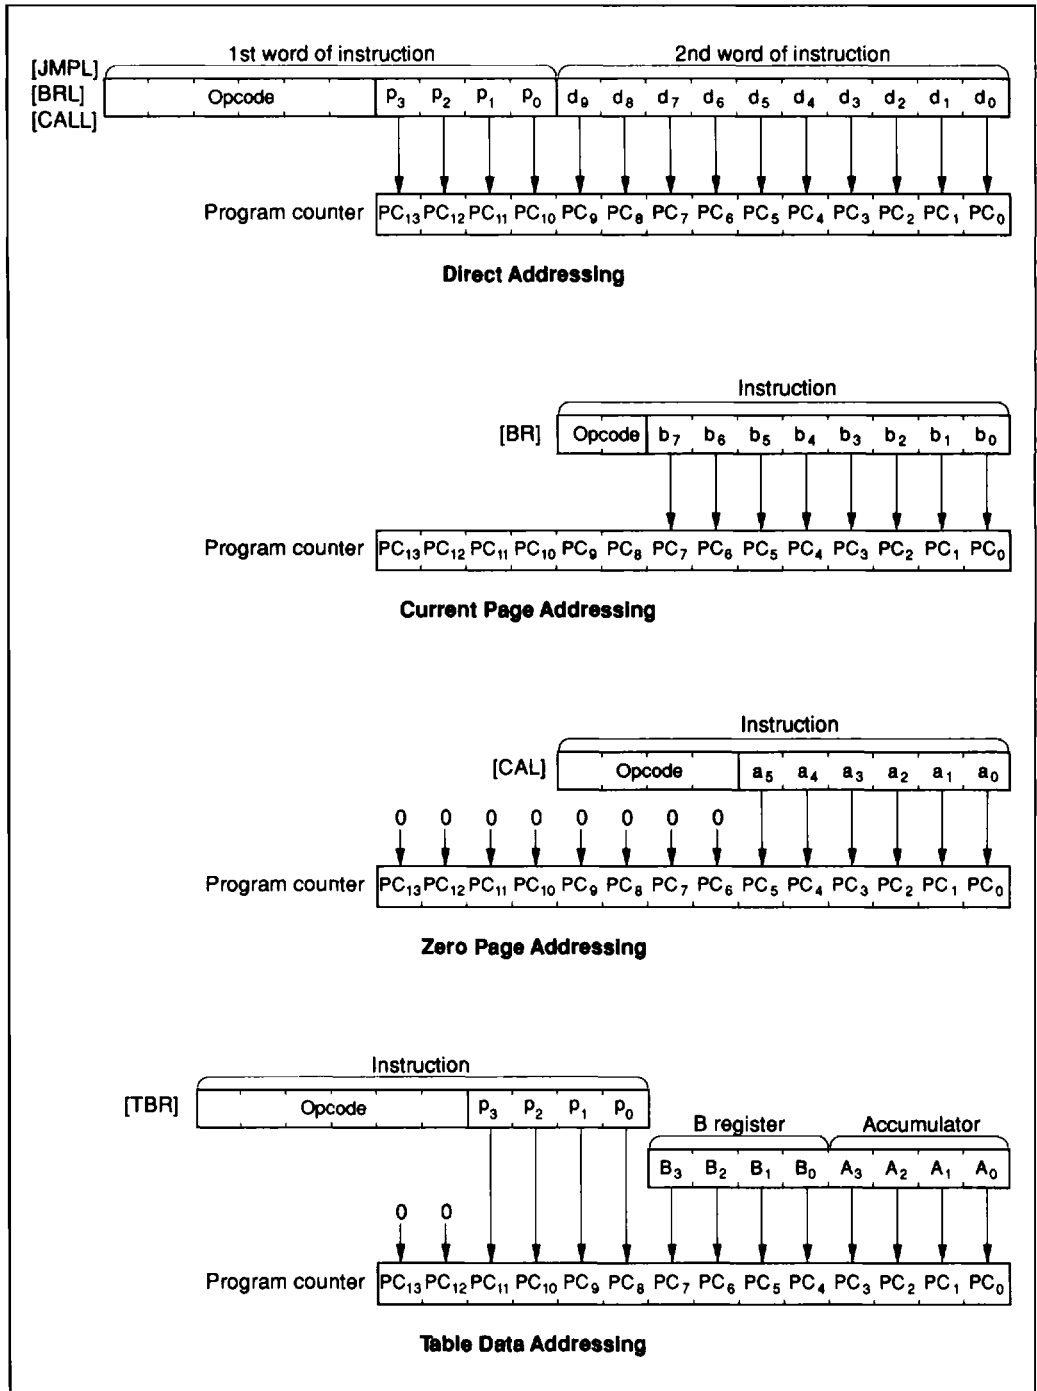 1st word of instruction 2nd word of instruction
[JMPL]
[BRL] Opcode p₃ p₂ p₁ p₀ d₉ d₈ d₇ d₆ d₅ d₄ d₃ d₂ d₁ d₀
[CALL]
Program counter PC₁₃ PC₁₂ PC₁₁ PC₁₀ PC₉ PC₈ PC₇ PC₆ PC₅ PC₄ PC₃ PC₂ PC₁ PC₀
Direct Addressing
Instruction
[BR] Opcode b₇ b₆ b₅ b₄ b₃ b₂ b₁ b₀
Program counter PC₁₃ PC₁₂ PC₁₁ PC₁₀ PC₉ PC₈ PC₇ PC₆ PC₅ PC₄ PC₃ PC₂ PC₁ PC₀
Current Page Addressing
Instruction
[CAL] Opcode a₅ a₄ a₃ a₂ a₁ a₀
0 0 0 0 0 0 0 0
Program counter PC₁₃ PC₁₂ PC₁₁ PC₁₀ PC₉ PC₈ PC₇ PC₆ PC₅ PC₄ PC₃ PC₂ PC₁ PC₀
Zero Page Addressing
Instruction
[TBR] Opcode p₃ p₂ p₁ p₀
B register Accumulator
B₃ B₂ B₁ B₀ A₃ A₂ A₁ A₀
0 0
Program counter PC₁₃ PC₁₂ PC₁₁ PC₁₀ PC₉ PC₈ PC₇ PC₆ PC₅ PC₄ PC₃ PC₂ PC₁ PC₀
Table Data Addressing